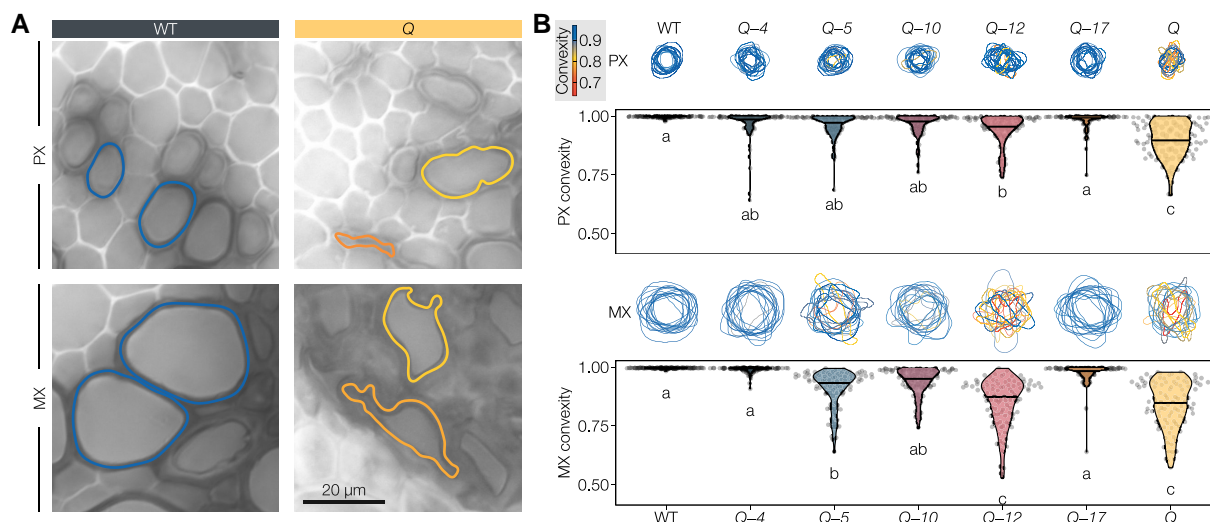 A
WT
Q
PX
MX
20 µm
B
Convexity
0.9
0.8
0.7
WT
Q–4
Q–5
Q–10
Q–12
Q–17
Q
PX
PX convexity
1.00
0.75
0.50
a
ab
ab
ab
b
a
c
MX
MX convexity
1.00
0.75
0.50
a
a
b
ab
c
a
c
WT
Q–4
Q–5
Q–10
Q–12
Q–17
Q